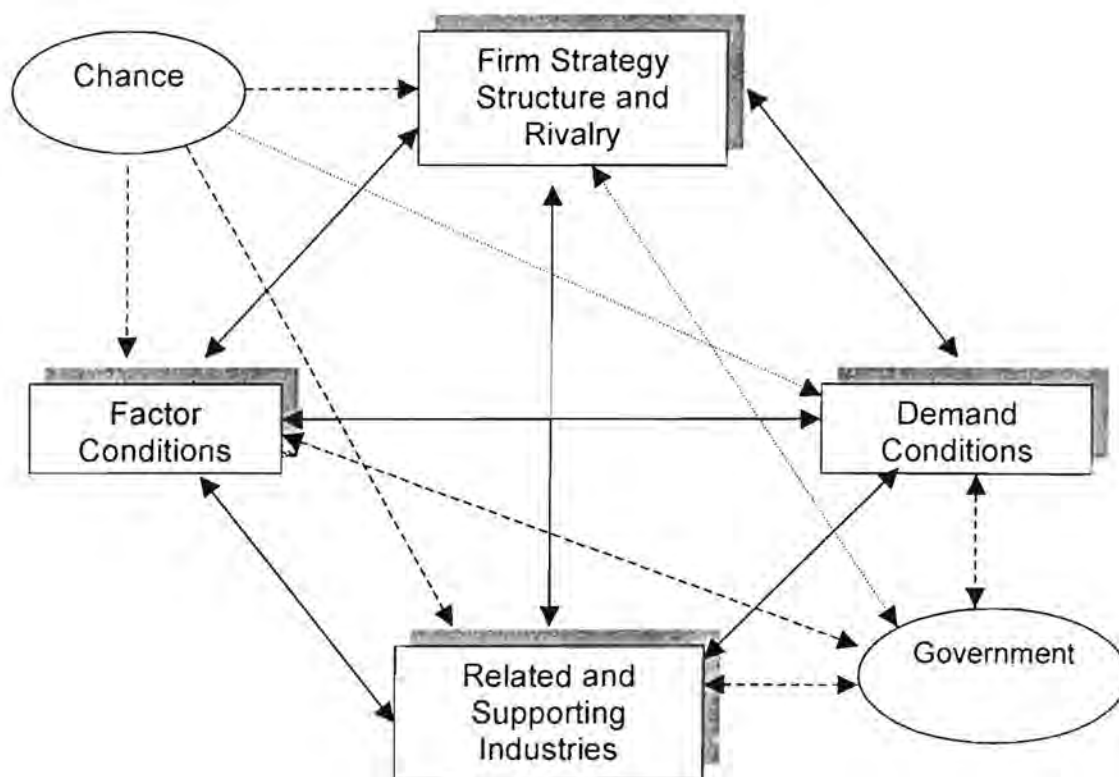 Chance
Firm Strategy
Structure and
Rivalry
Factor
Conditions
Demand
Conditions
Related and
Supporting
Industries
Government